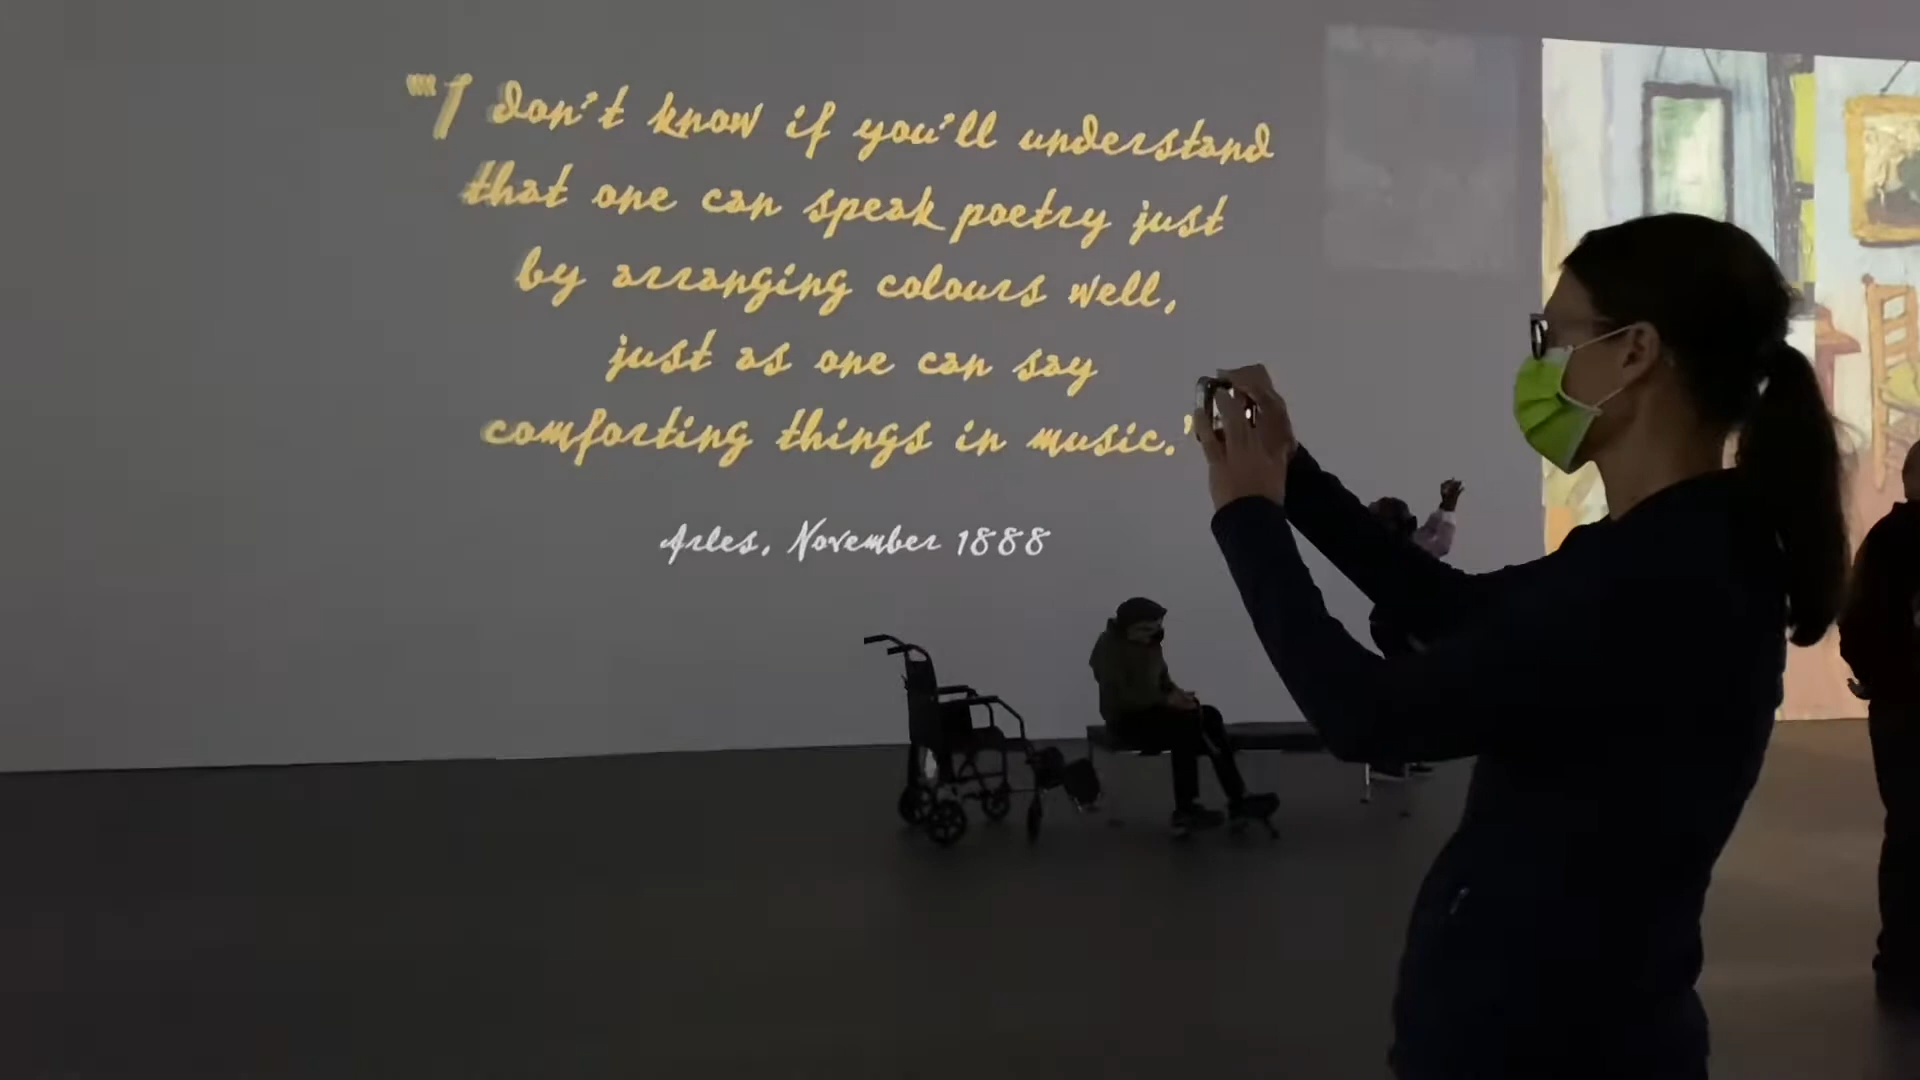 "I don't know if you'll understand
that one can speak poetry just
by arranging colours well,
just as one can say
comforting things in music."
Arles, November 1888